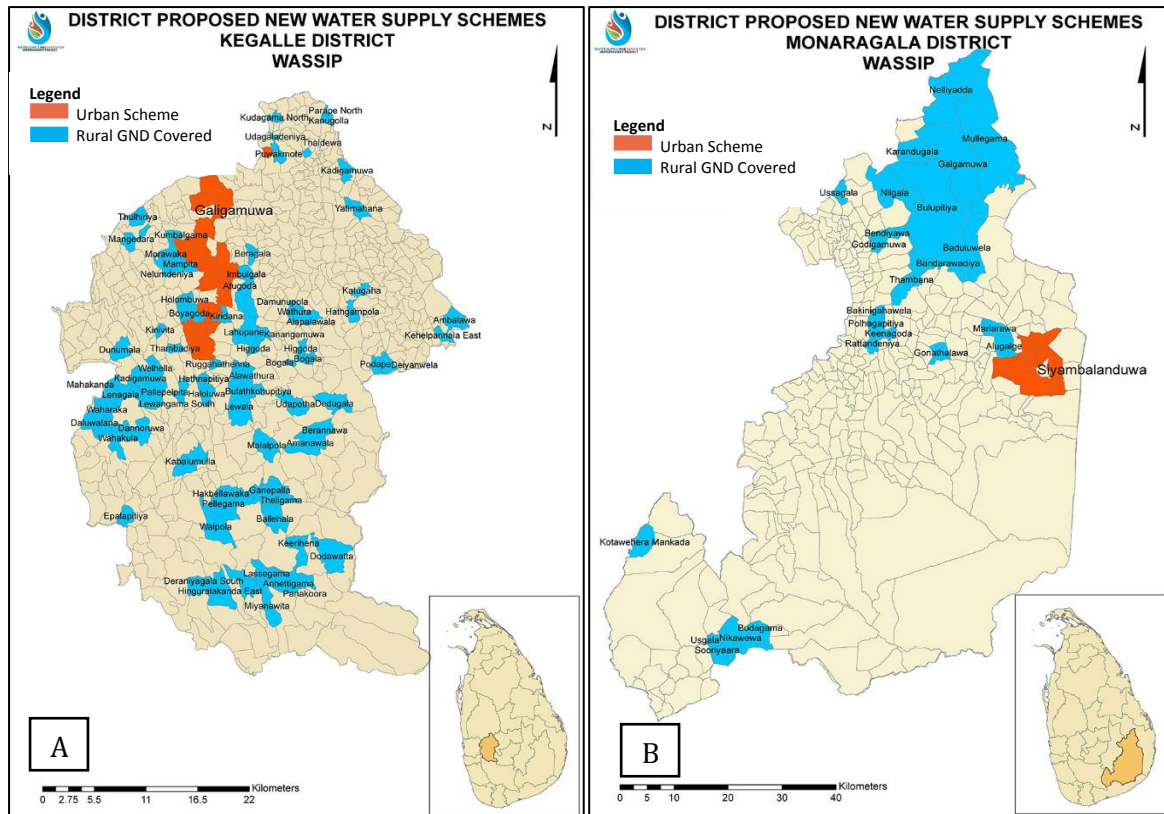 DISTRICT PROPOSED NEW WATER SUPPLY SCHEMES
KEGALLE DISTRICT
WASSIP
Legend
Urban Scheme
Rural GND Covered
N
Kudagama North
Parape North
Kanugolla
Udagaladeniya
Thaldewa
Puwakmote
Kadigamuwa
Yatimahana
Galigamuwa
Thulhiriya
Mangedara
Kumbalgama
Morawaka
Mampita
Nelumdeniya
Beragala
Imbulgala
Atugoda
Holombuwa
Boyagoda
Kiridana
Damunupola
Wathura
Alapalawala
Katugaha
Hathgampola
Ambalawa
Kehelpannala East
Kinivita
Lahupane
Kanangamuwa
Dunumala
Thambadiya
Higgoda
Higgoda
Bogala
Bogala
Ruggahathenna
Podape
Deiyanwela
Welhella
Mahakanda
Kadigamuwa
Hathnapitiya
Alawathura
Lenagala
Pallepelpita
Haloluwa
Bulathkohupitiya
Lewangama South
Lewala
Udapotha
Dedugala
Waharaka
Daluwalana
Dannoruwa
Wahakula
Berannawa
Malalpola
Amanawala
Kabalumulla
Hakbellawaka
Ganepalla
Pellegama
Theligama
Epalapitiya
Walpola
Ballehala
Keerihena
Dodawatta
Lassegama
Deraniyagala South
Anhettigama
Hinguralakanda East
Panakoora
Miyanawita
A
Kilometers
0 2.75 5.5 11 16.5 22
DISTRICT PROPOSED NEW WATER SUPPLY SCHEMES
MONARAGALA DISTRICT
WASSIP
Legend
Urban Scheme
Rural GND Covered
N
Nelliyadda
Mullegama
Karandugala
Galgamuwa
Ussagala
Nilgala
Bulupitiya
Bendiyawa
Godigamuwa
Baduluwela
Bandarawadiya
Thambana
Bakinigahawela
Polhagapitiya
Keenagoda
Rattandeniya
Mariarawa
Alugalge
Gonathalawa
Siyambalanduwa
Kotawehera Mankada
Bodagama
Usgala
Nikawewa
Sooriyaara
B
Kilometers
0 5 10 20 30 40